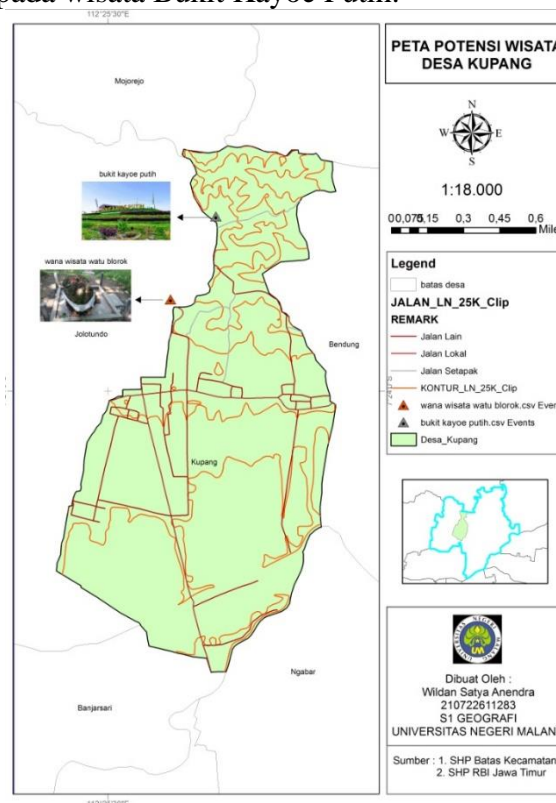 pada wisata Bukit Kayoe Putih.
112°25'30"E
PETA POTENSI WISATA
DESA KUPANG
N
W E
S
1:18.000
0 0,075 0,15 0,3 0,45 0,6
Mile
Legend
batas desa
JALAN_LN_25K_Clip
REMARK
Jalan Lain
Jalan Lokal
Jalan Setapak
KONTUR_LN_25K_Clip
wana wisata watu blorok.csv Even
bukit kayoe putih.csv Events
Desa_Kupang
Mojorejo
bukit kayoe putih
wana wisata watu blorok
Jolotundo
Bendung
Kupang
Ngabar
Banjarsari
Dibuat Oleh :
Wildan Satya Anendra
210722611283
S1 GEOGRAFI
UNIVERSITAS NEGERI MALAN
Sumber : 1. SHP Batas Kecamatan
2. SHP RBI Jawa Timur